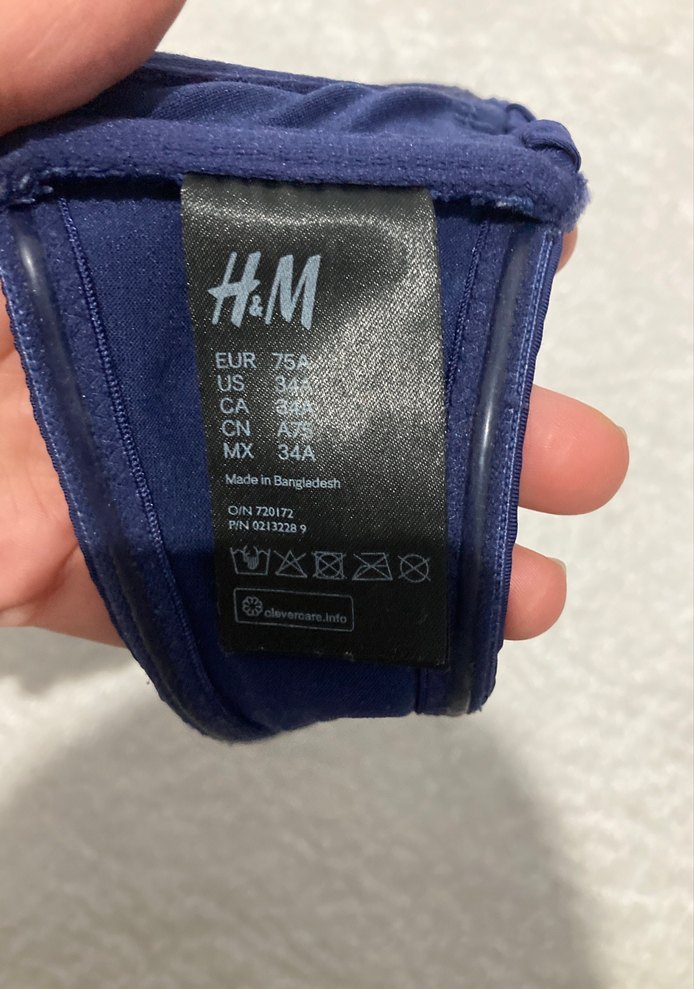 H&M
EUR 75A
US 34A
CA 34A
CN A75
MX 34A
Made in Bangladesh
O/N 720172
P/N 0213228 9
clevercare.info